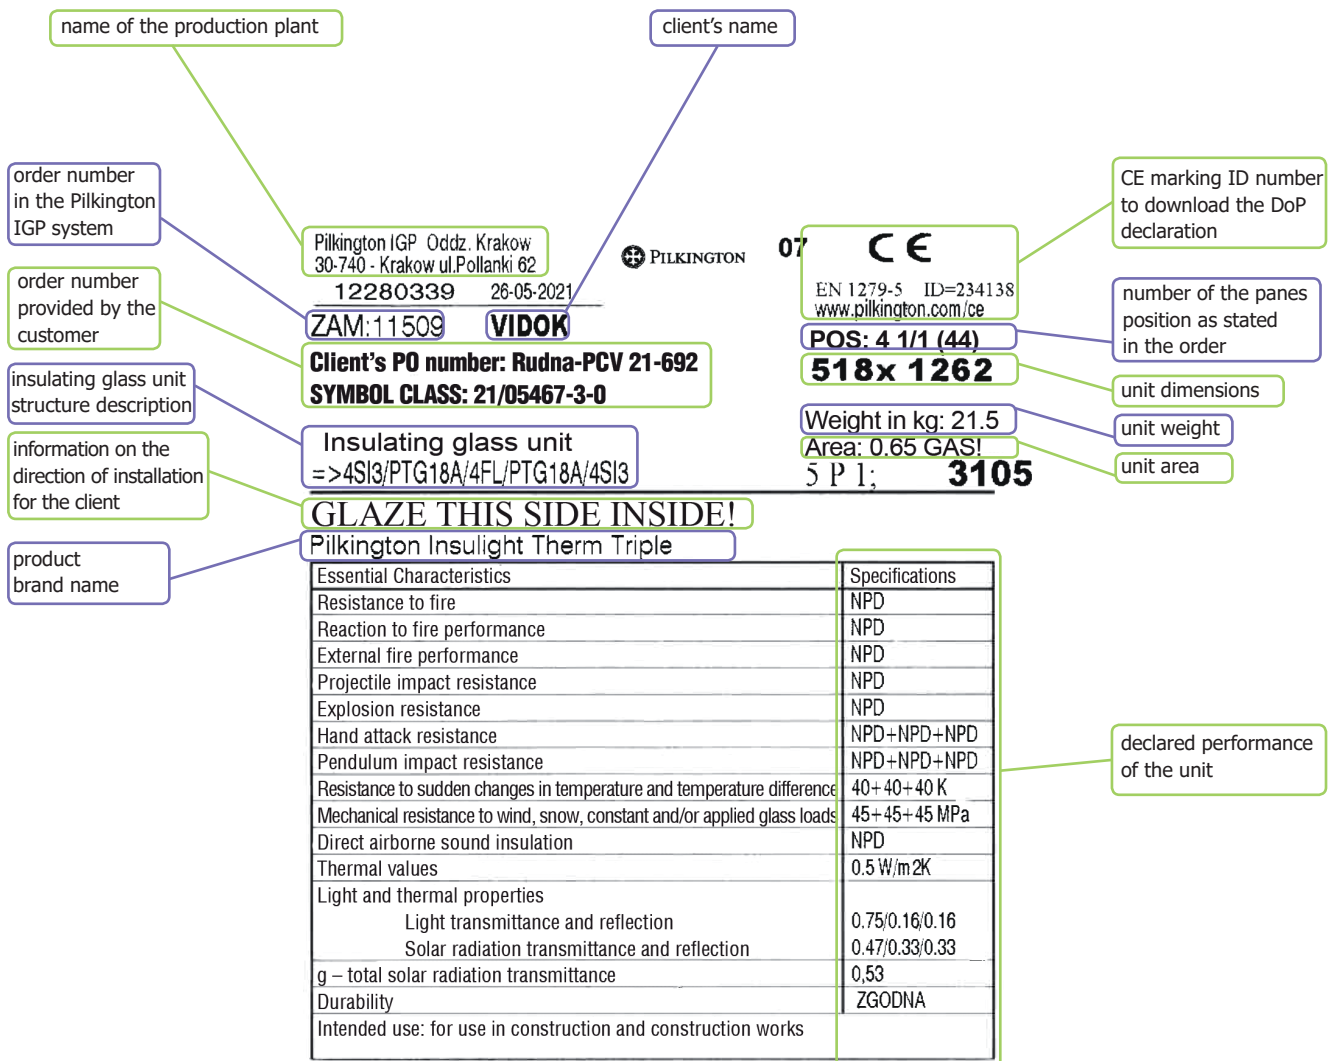 name of the production plant
client's name
order number
in the Pilkington
IGP system
CE marking ID number
to download the DoP
declaration
Pilkington IGP Oddz. Krakow
30-740 - Krakow ul.Pollanki 62
PILKINGTON
07
CE
12280339 26-05-2021
EN 1279-5 ID=234138
www.pilkington.com/ce
order number
provided by the
customer
number of the panes
position as stated
in the order
ZAM:11509 VIDOK
POS: 4 1/1 (44)
Client's PO number: Rudna-PCV 21-692
SYMBOL CLASS: 21/05467-3-0
518x 1262
unit dimensions
insulating glass unit
structure description
Weight in kg: 21.5
unit weight
Insulating glass unit
=>4SI3/PTG18A/4FL/PTG18A/4SI3
Area: 0.65 GAS!
unit area
5 P 1; 3105
information on the
direction of installation
for the client
GLAZE THIS SIDE INSIDE!
Pilkington Insulight Therm Triple
product
brand name
Essential Characteristics Specifications
Resistance to fire NPD
Reaction to fire performance NPD
External fire performance NPD
Projectile impact resistance NPD
Explosion resistance NPD
Hand attack resistance NPD+NPD+NPD
Pendulum impact resistance NPD+NPD+NPD
Resistance to sudden changes in temperature and temperature difference 40+40+40 K
Mechanical resistance to wind, snow, constant and/or applied glass loads 45+45+45 MPa
Direct airborne sound insulation NPD
Thermal values 0.5 W/m2K
Light and thermal properties
Light transmittance and reflection 0.75/0.16/0.16
Solar radiation transmittance and reflection 0.47/0.33/0.33
g – total solar radiation transmittance 0,53
Durability ZGODNA
Intended use: for use in construction and construction works
declared performance
of the unit